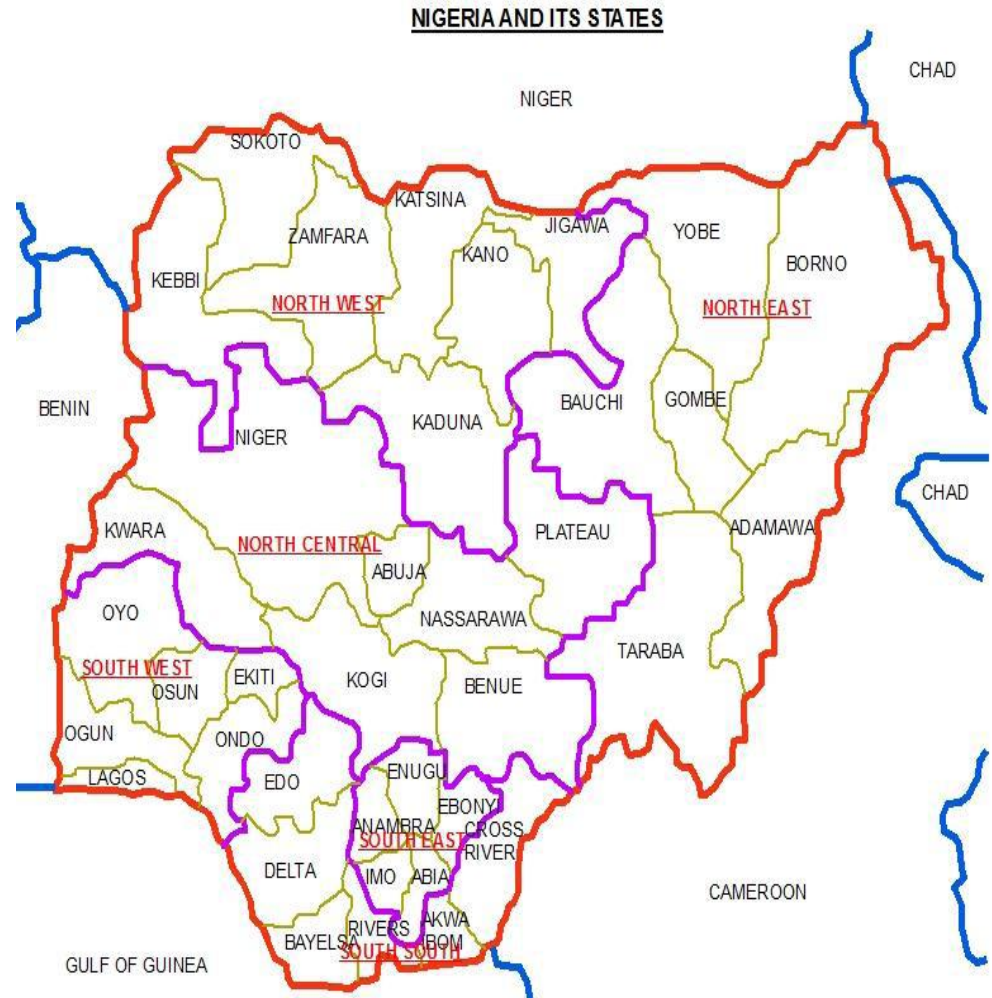 NIGERIA AND ITS STATES
CHAD
NIGER
SOKOTO
KATSINA
JIGAWA
YOBE
ZAMFARA
KANO
BORNO
KEBBI
NORTH WEST
NORTH EAST
BENIN
BAUCHI
GOMBE
KADUNA
NIGER
CHAD
KWARA
PLATEAU
ADAMAWA
NORTH CENTRAL
ABUJA
OYO
NASSARAWA
TARABA
SOUTH WEST
OSUN
EKITI
KOGI
BENUE
OGUN
ONDO
LAGOS
EDO
ENUGU
EBONYI
ANAMBRA
CROSS
RIVER
SOUTH EAST
DELTA
IMO
ABIA
CAMEROON
BAYELSA
RIVERS
AKWA
IBOM
SOUTH SOUTH
GULF OF GUINEA